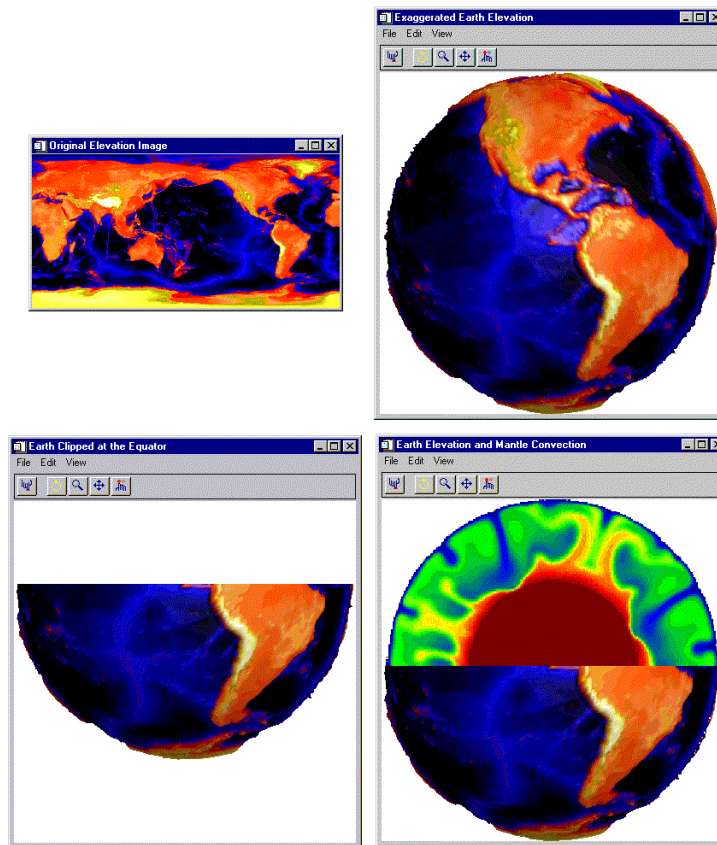 Exaggerated Earth Elevation
File Edit View
Original Elevation Image
Earth Clipped at the Equator
File Edit View
Earth Elevation and Mantle Convection
File Edit View